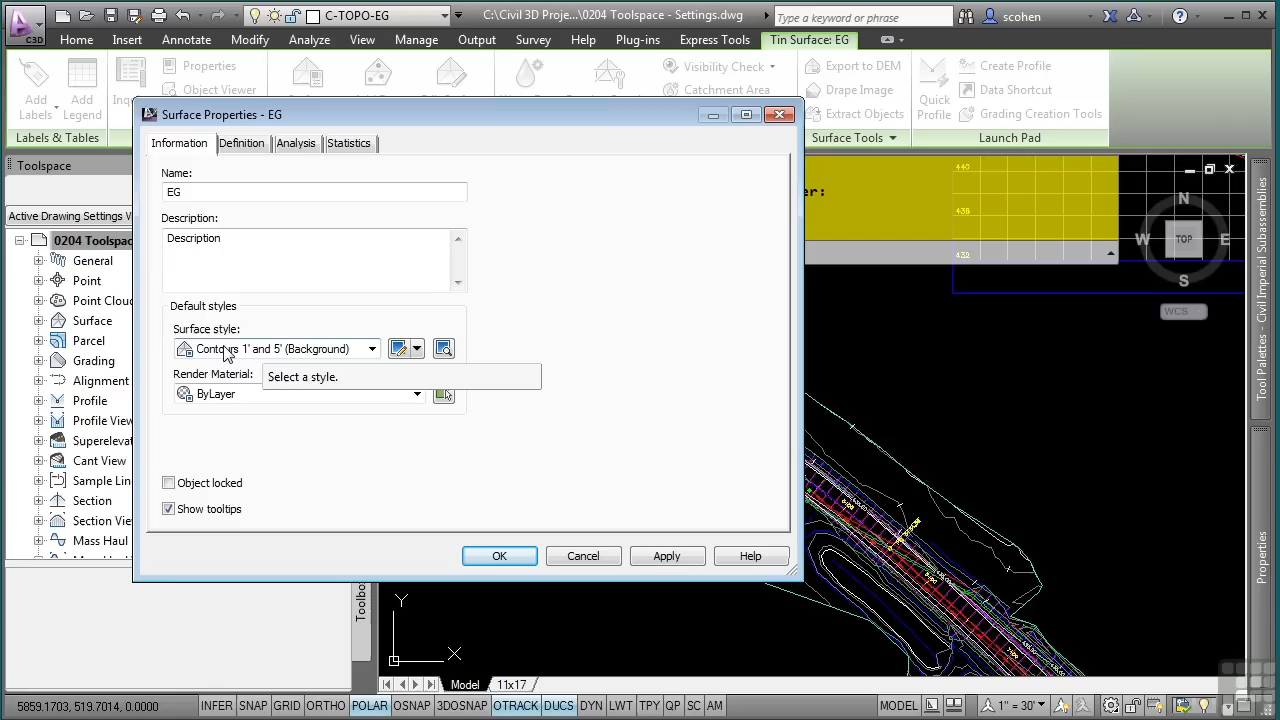 C-TOPO-EG
C:\Civil 3D Proje...\0204 Toolspace - Settings.dwg
Type a keyword or phrase
scohen
C3D
Home Insert Annotate Modify Analyze View Manage Output Survey Help Plug-ins Express Tools Tin Surface: EG
Add Labels
Add Legend
Properties
Object Viewer
Visibility Check
Catchment Area
Export to DEM
Drape Image
Extract Objects
Quick Profile
Create Profile
Data Shortcut
Grading Creation Tools
Labels & Tables
Surface Tools
Launch Pad
Toolspace
Active Drawing Settings V
0204 Toolspac
General
Point
Point Clou
Surface
Parcel
Grading
Alignment
Profile
Profile View
Superelevat
Cant View
Sample Line
Section
Section Vie
Mass Haul
Toolbox
Surface Properties - EG
Information Definition Analysis Statistics
Name:
EG
Description:
Description
Default styles
Surface style:
Contours 1' and 5' (Background)
Render Material:
Select a style.
ByLayer
Object locked
Show tooltips
OK Cancel Apply Help
er:
440
436
432
N
W TOP E
S
WCS
Tool Palettes - Civil Imperial Subassemblies
Properties
Y
X
Model 11x17
5859.1103, 519.7014, 0.0000
INFER SNAP GRID ORTHO POLAR OSNAP 3DOSNAP OTRACK DUCS DYN LWT TPY QP SC AM
MODEL
1" = 30'